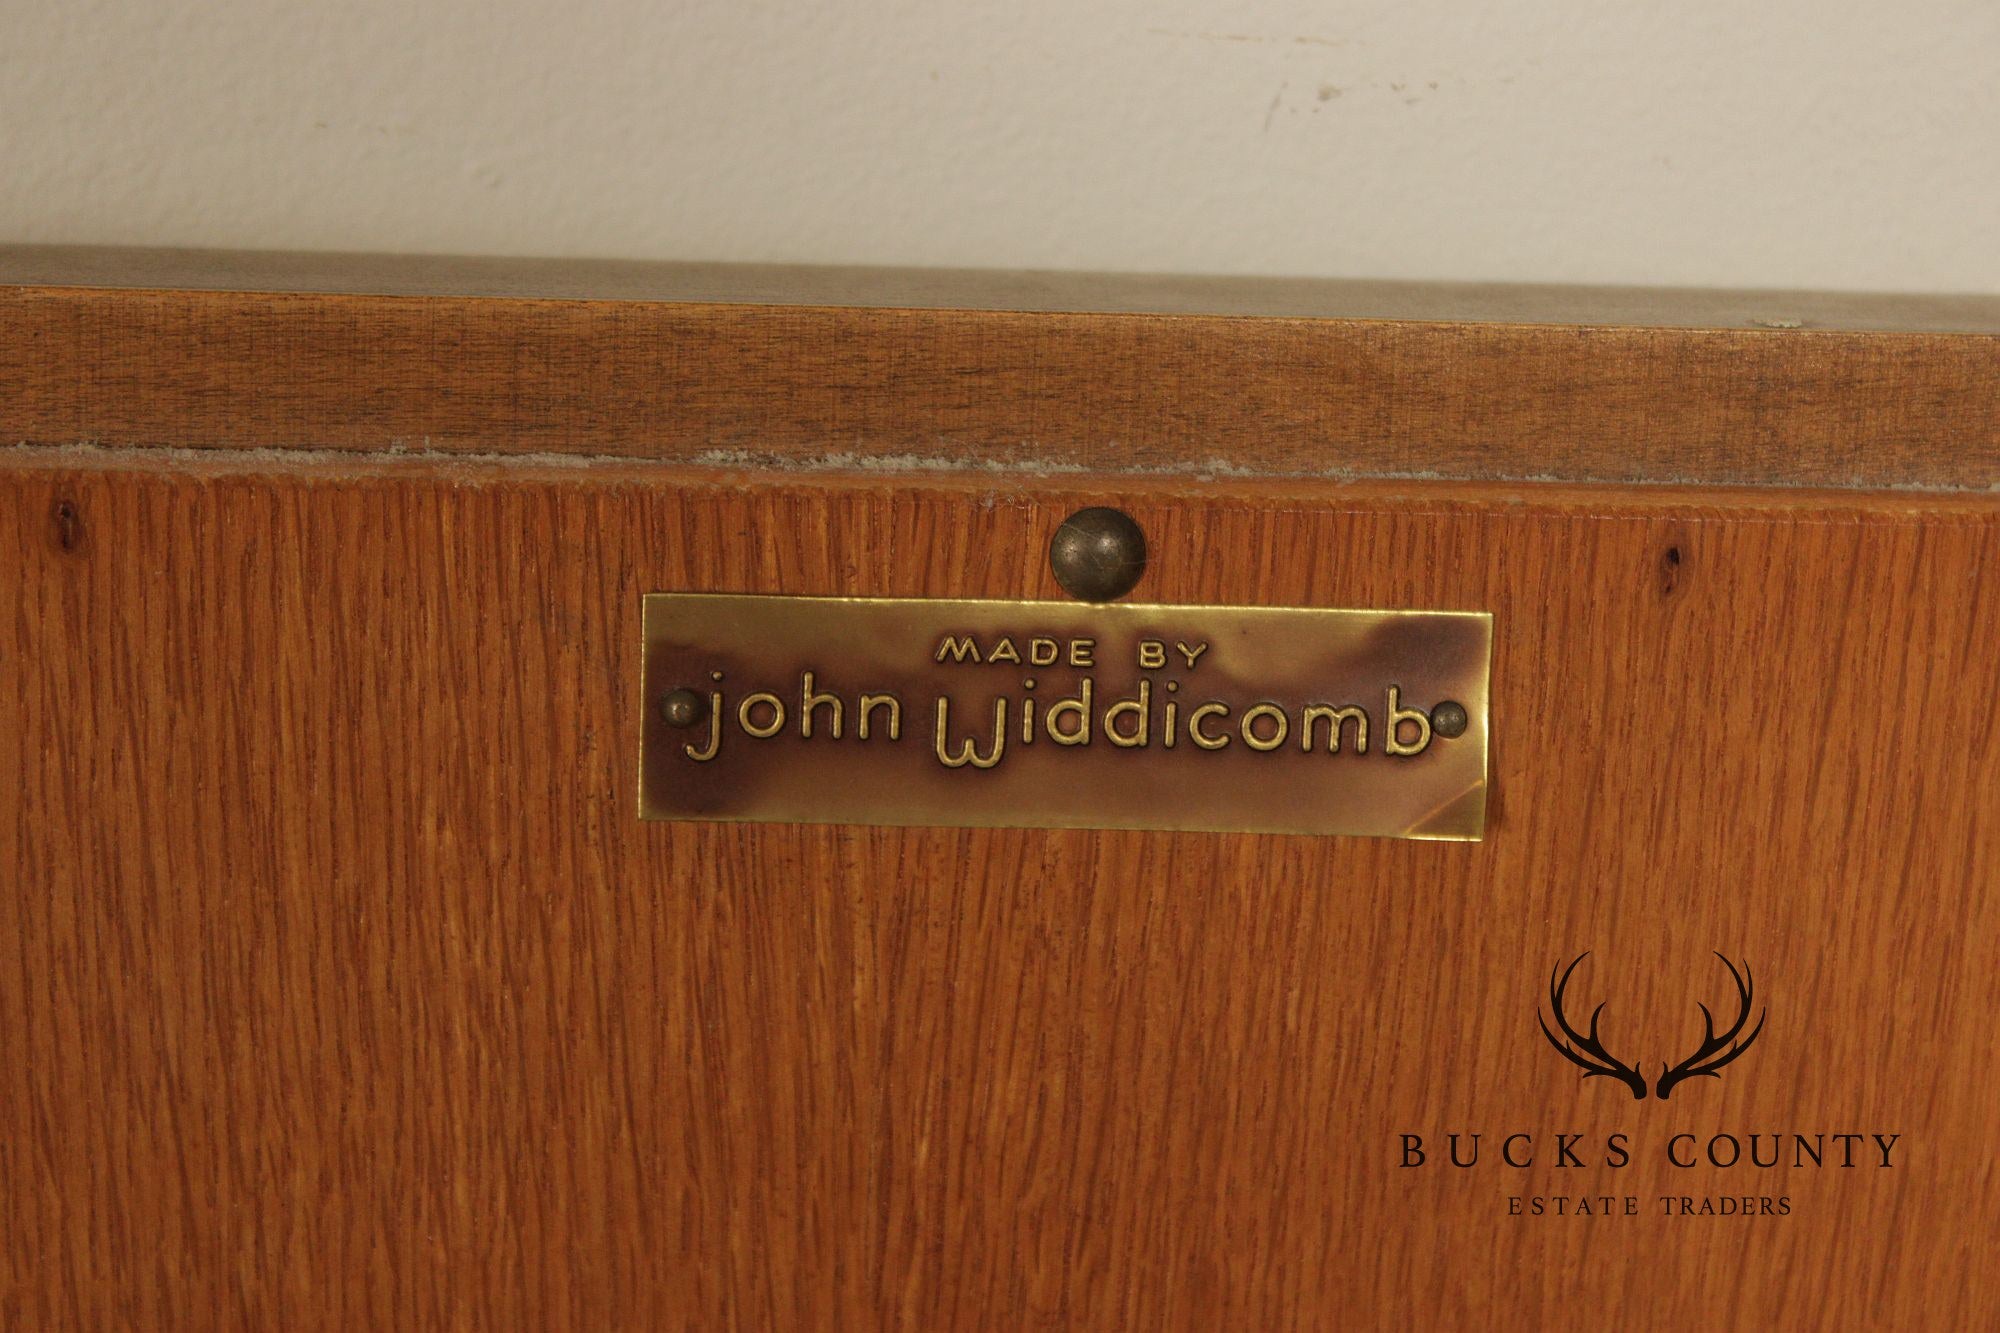 MADE BY
john Widdicomb
BUCKS COUNTY
ESTATE TRADERS